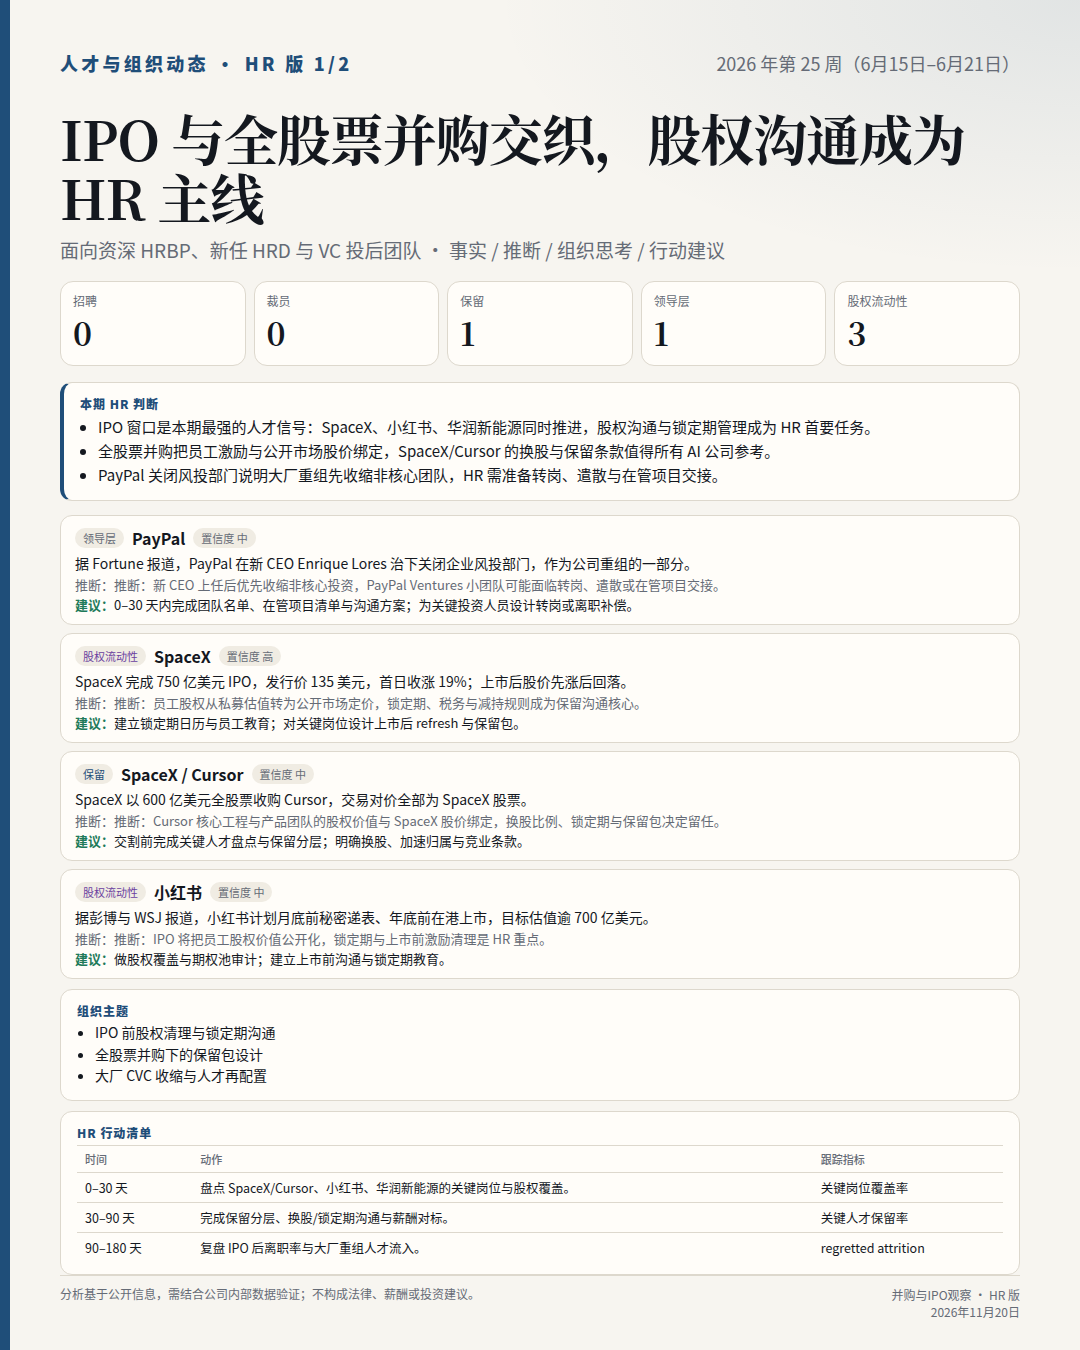 人才与组织动态 · HR 版 1/2
2026 年第 25 周（6月15日–6月21日）
IPO 与全股票并购交织，股权沟通成为
HR 主线
面向资深 HRBP、新任 HRD 与 VC 投后团队 · 事实 / 推断 / 组织思考 / 行动建议
招聘
0
裁员
0
保留
1
领导层
1
股权流动性
3
本期 HR 判断
• IPO 窗口是本期最强的人才信号：SpaceX、小红书、华润新能源同时推进，股权沟通与锁定期管理成为 HR 首要任务。
• 全股票并购把员工激励与公开市场股价绑定，SpaceX/Cursor 的换股与保留条款值得所有 AI 公司参考。
• PayPal 关闭风投部门说明大厂重组先收缩非核心团队，HR 需准备转岗、遣散与在管项目交接。
领导层 PayPal 置信度 中
据 Fortune 报道，PayPal 在新 CEO Enrique Lores 治下关闭企业风投部门，作为公司重组的一部分。
推断：推断：新 CEO 上任后优先收缩非核心投资，PayPal Ventures 小团队可能面临转岗、遣散或在管项目交接。
建议：0–30 天内完成团队名单、在管项目清单与沟通方案；为关键投资人员设计转岗或离职补偿。
股权流动性 SpaceX 置信度 高
SpaceX 完成 750 亿美元 IPO，发行价 135 美元，首日收涨 19%；上市后股价先涨后回落。
推断：推断：员工股权从私募估值转为公开市场定价，锁定期、税务与减持规则成为保留沟通核心。
建议：建立锁定期日历与员工教育；对关键岗位设计上市后 refresh 与保留包。
保留 SpaceX / Cursor 置信度 中
SpaceX 以 600 亿美元全股票收购 Cursor，交易对价全部为 SpaceX 股票。
推断：推断：Cursor 核心工程与产品团队的股权价值与 SpaceX 股价绑定，换股比例、锁定期与保留包决定留任。
建议：交割前完成关键人才盘点与保留分层；明确换股、加速归属与竞业条款。
股权流动性 小红书 置信度 中
据彭博与 WSJ 报道，小红书计划月底前秘密递表、年底前在港上市，目标估值逾 700 亿美元。
推断：推断：IPO 将把员工股权价值公开化，锁定期与上市前激励清理是 HR 重点。
建议：做股权覆盖与期权池审计；建立上市前沟通与锁定期教育。
组织主题
• IPO 前股权清理与锁定期沟通
• 全股票并购下的保留包设计
• 大厂 CVC 收缩与人才再配置
HR 行动清单
时间 动作 跟踪指标
0–30 天 盘点 SpaceX/Cursor、小红书、华润新能源的关键岗位与股权覆盖。 关键岗位覆盖率
30–90 天 完成保留分层、换股/锁定期沟通与薪酬对标。 关键人才保留率
90–180 天 复盘 IPO 后离职率与大厂重组人才流入。 regretted attrition
分析基于公开信息，需结合公司内部数据验证；不构成法律、薪酬或投资建议。
并购与IPO观察 · HR 版
2026年11月20日